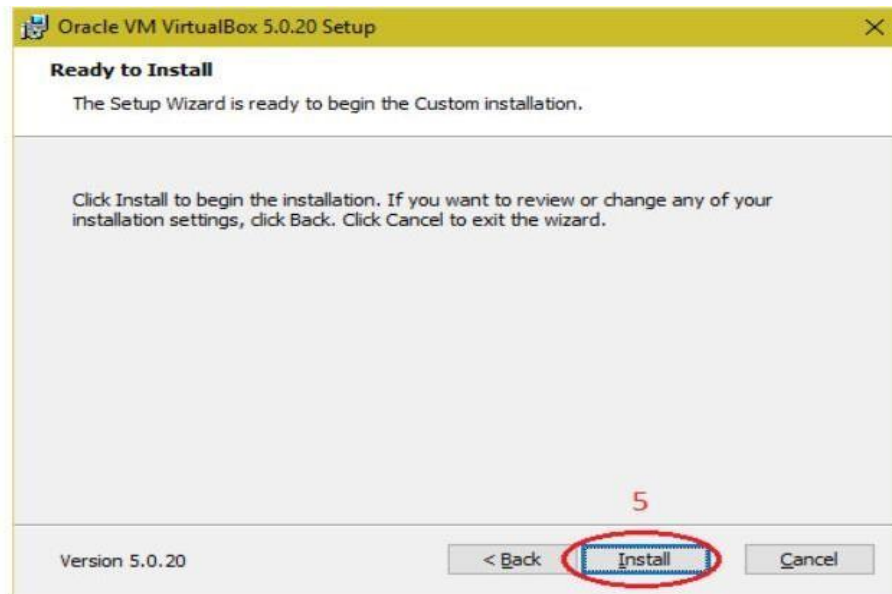 Oracle VM VirtualBox 5.0.20 Setup
Ready to Install
The Setup Wizard is ready to begin the Custom installation.
Click Install to begin the installation. If you want to review or change any of your
installation settings, click Back. Click Cancel to exit the wizard.
5
Version 5.0.20 < Back Install Cancel